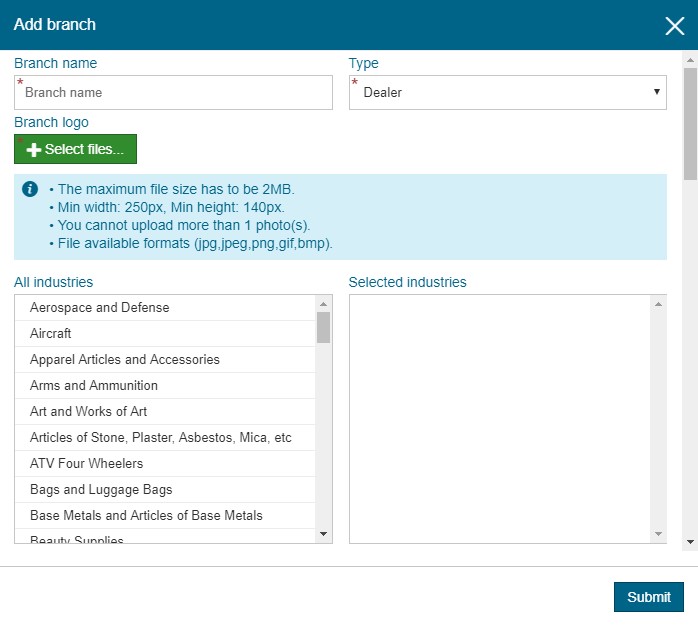 Add branch
Branch name Type
* Branch name * Dealer
Branch logo
* Select files...
• The maximum file size has to be 2MB.
• Min width: 250px, Min height: 140px.
• You cannot upload more than 1 photo(s).
• File available formats (jpg,jpeg,png,gif,bmp).
All industries Selected industries
Aerospace and Defense
Aircraft
Apparel Articles and Accessories
Arms and Ammunition
Art and Works of Art
Articles of Stone, Plaster, Asbestos, Mica, etc
ATV Four Wheelers
Bags and Luggage Bags
Base Metals and Articles of Base Metals
Beauty Supplies
Submit